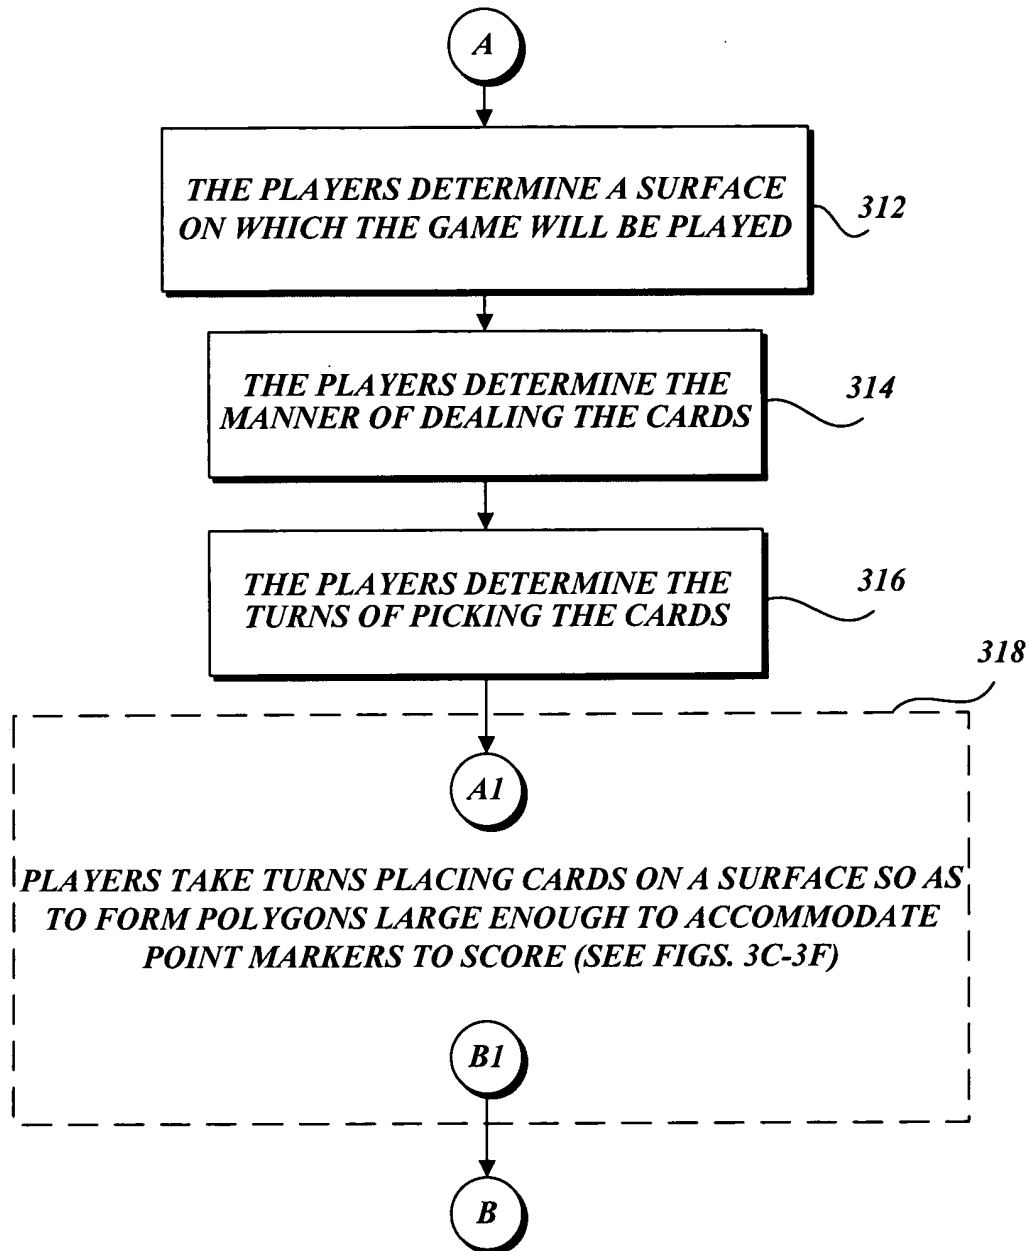 A
THE PLAYERS DETERMINE A SURFACE
ON WHICH THE GAME WILL BE PLAYED
312
THE PLAYERS DETERMINE THE
MANNER OF DEALING THE CARDS
314
THE PLAYERS DETERMINE THE
TURNS OF PICKING THE CARDS
316
318
A1
PLAYERS TAKE TURNS PLACING CARDS ON A SURFACE SO AS
TO FORM POLYGONS LARGE ENOUGH TO ACCOMMODATE
POINT MARKERS TO SCORE (SEE FIGS. 3C-3F)
B1
B